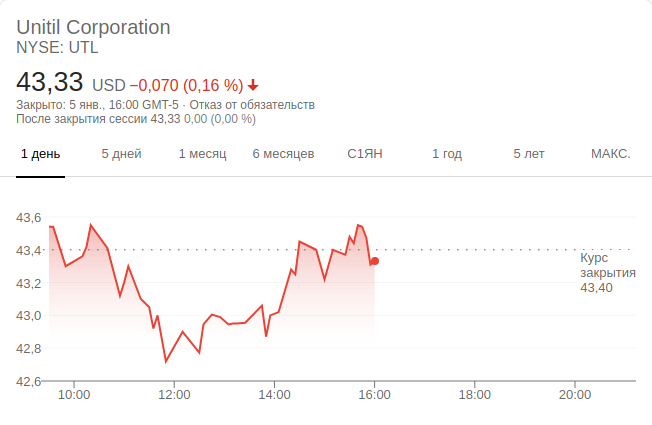 Unitil Corporation
NYSE: UTL
43,33 USD −0,070 (0,16 %)
Закрыто: 5 янв., 16:00 GMT-5 · Отказ от обязательств
После закрытия сессии 43,33 0,00 (0,00 %)
1 день 5 дней 1 месяц 6 месяцев С1ЯН 1 год 5 лет МАКС.
43,6
43,4
43,2
43,0
42,8
42,6
Курс
закрытия
43,40
10:00 12:00 14:00 16:00 18:00 20:00